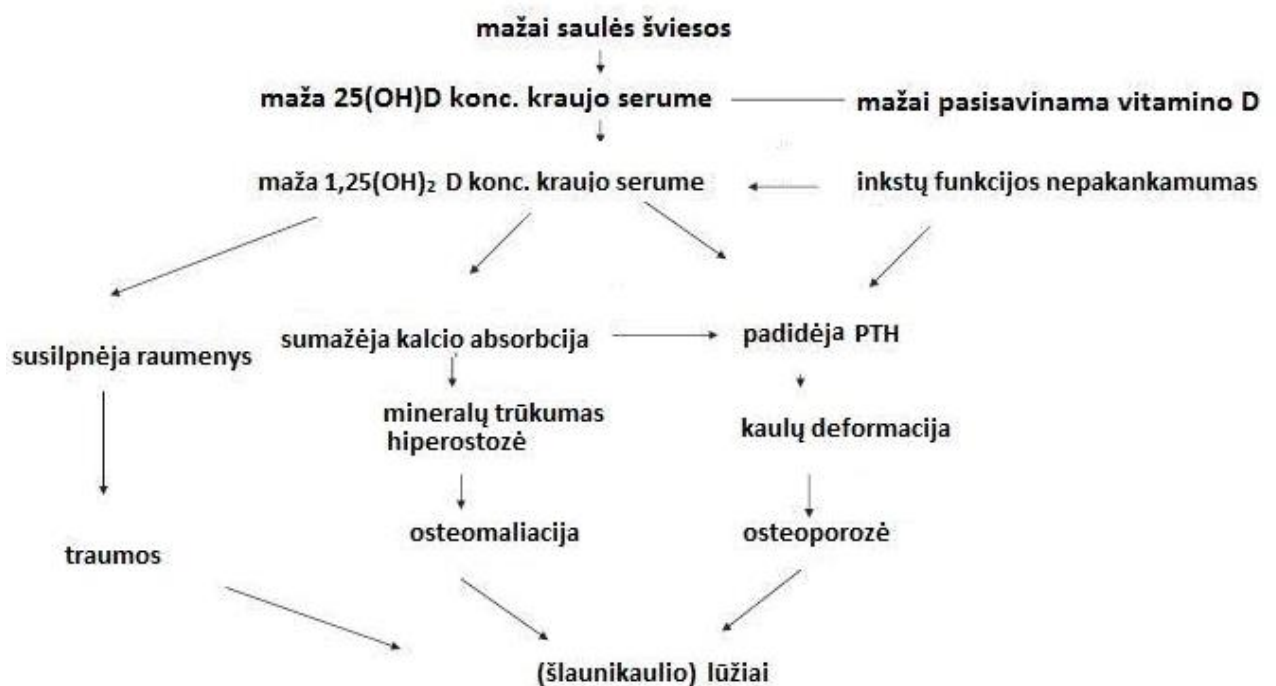 mažai saulės šviesos
maža 25(OH)D konc. kraujo serume
mažai pasisavinama vitamino D
maža 1,25(OH)₂ D konc. kraujo serume
inkstų funkcijos nepakankamumas
susilpnėja raumenys
sumažėja kalcio absorbcija
padidėja PTH
mineralų trūkumas
hiperostozė
kaulų deformacija
traumos
osteomaliacija
osteoporozė
(šlaunikaulio) lūžiai